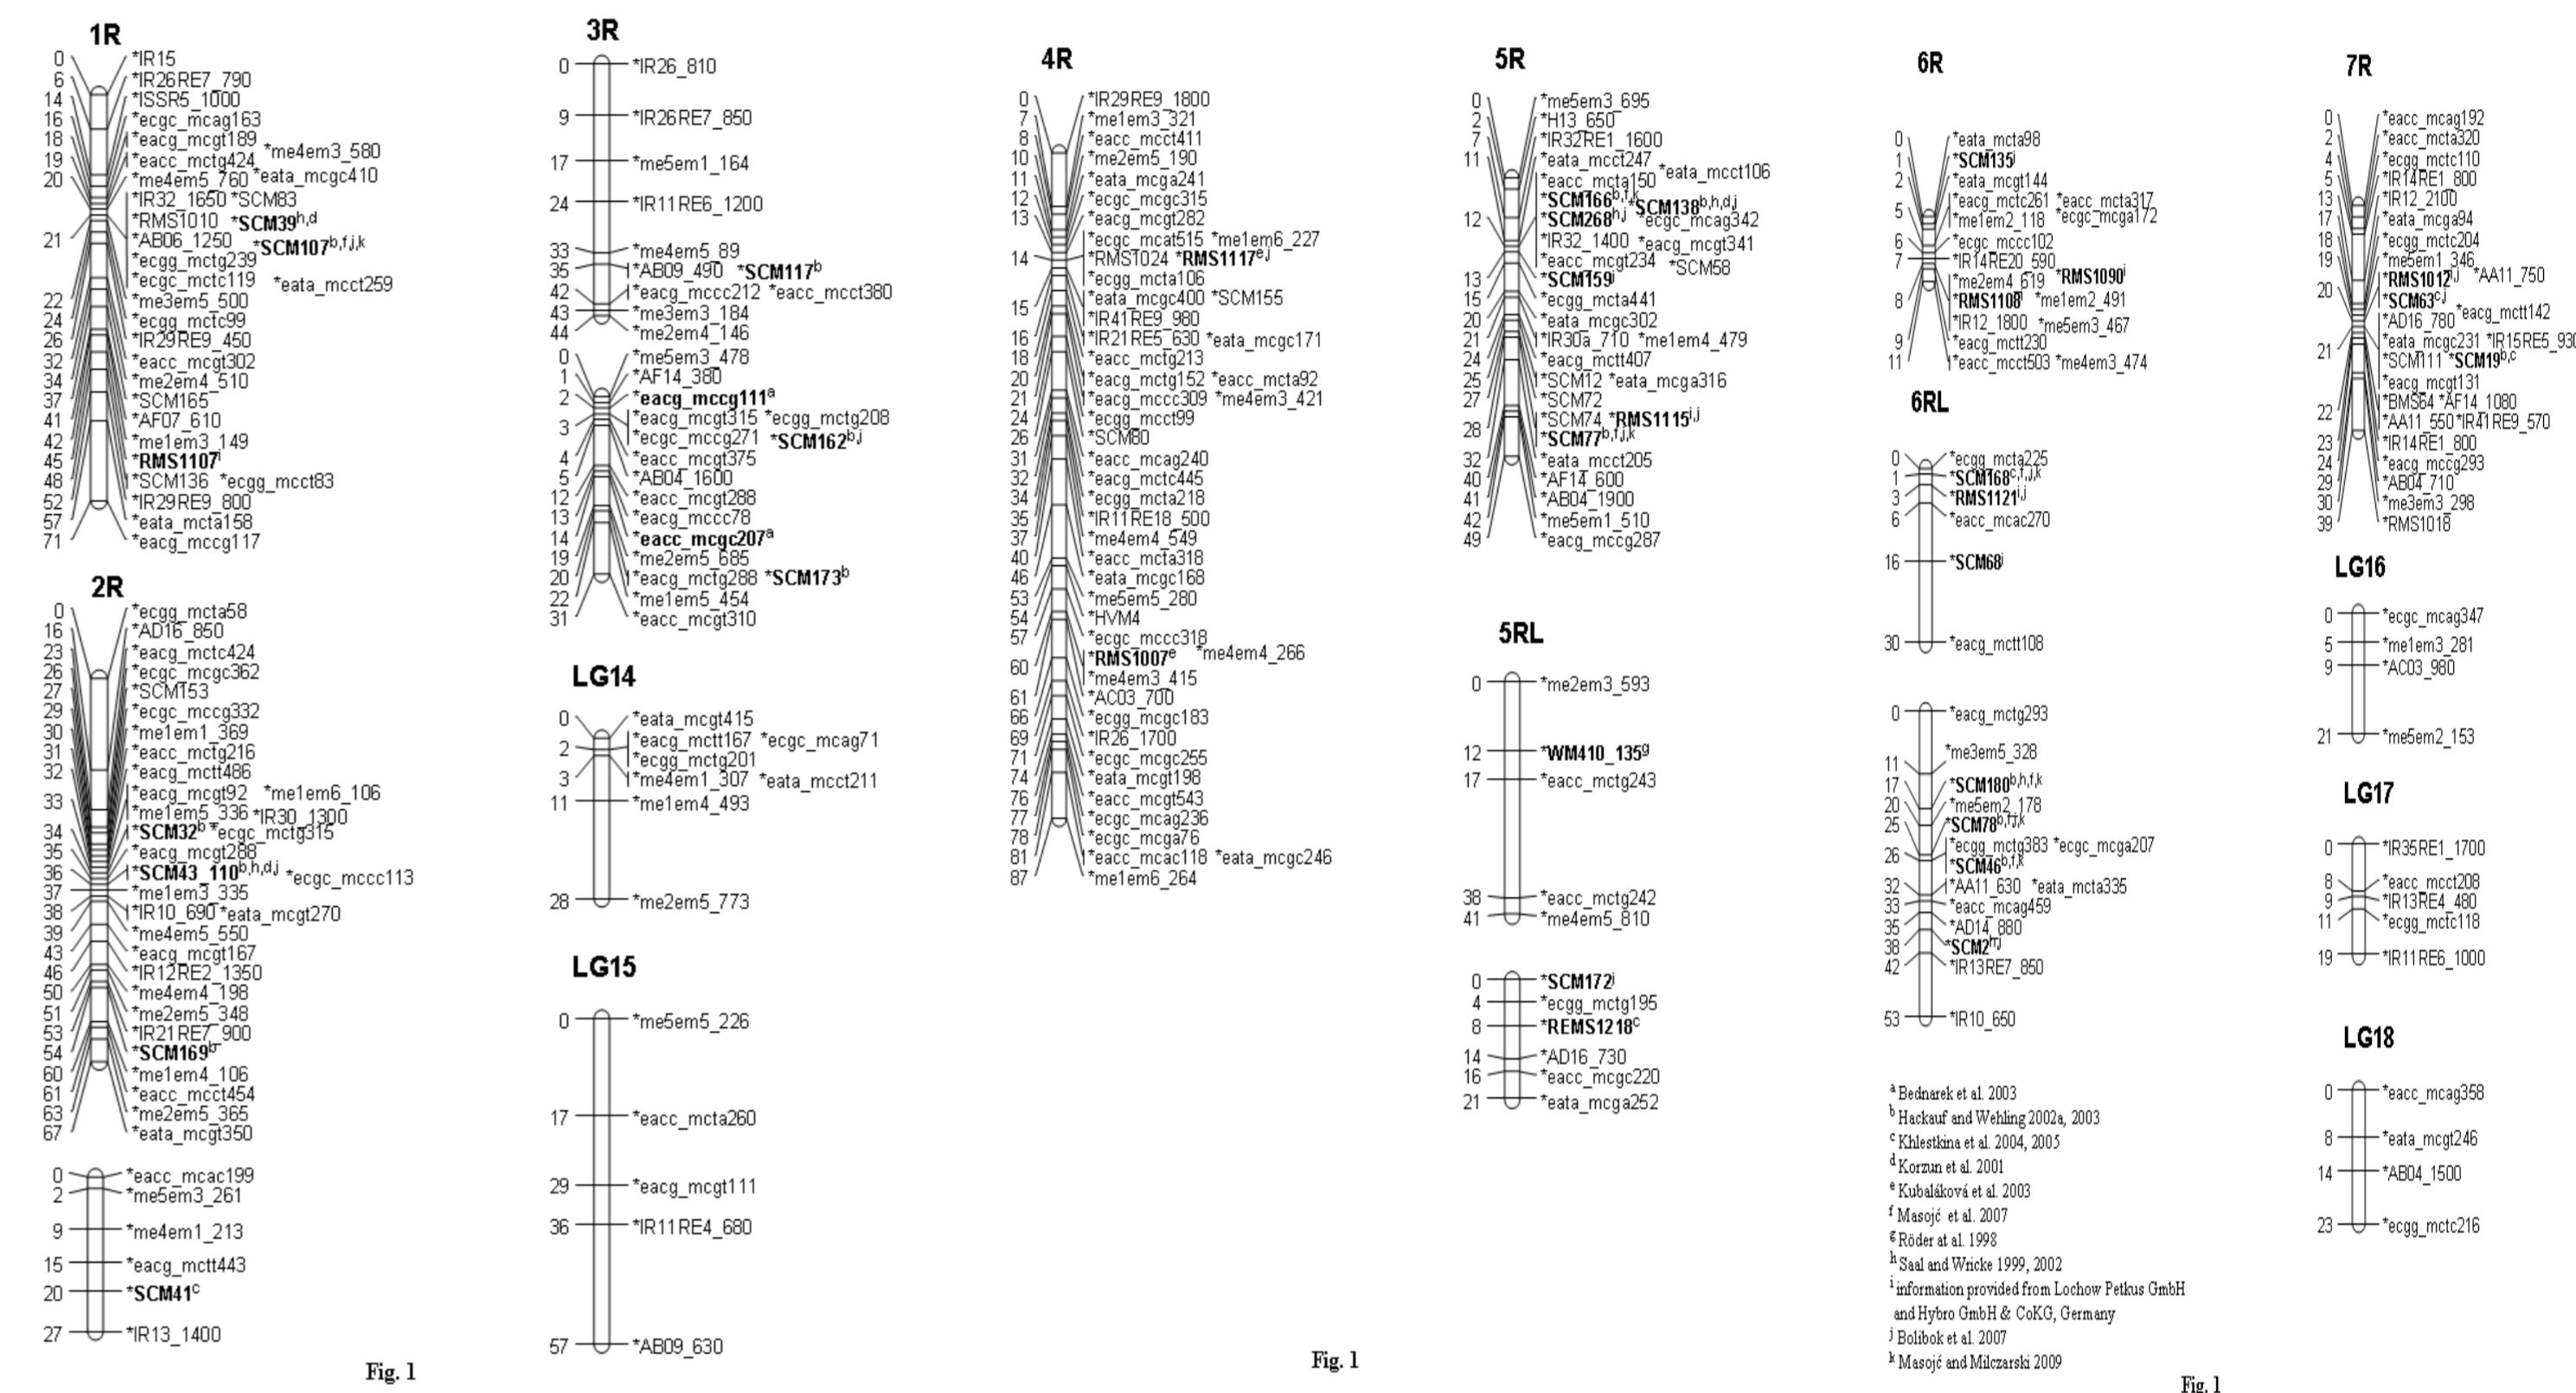 1R
0 *IR15
6 *IR26RE7_790
14 *ISSR5_1000
16 *ecgc_mcag163
18 *eacg_mcgt189
*me4em3_580
19 *eacc_mctg424
20 *me4em5_760 *eata_mcgc410
*IR32_1650 *SCM83
*RMS1010 *SCM39h,d
21 *AB06_1250 *SCM107b,f,j,k
*ecgg_mctg239
*ecgc_mctc119 *eata_mcct259
22 *me3em5_500
24 *ecgg_mctc99
26 *IR29RE9_450
32 *eacc_mcgt302
34 *me2em4_510
37 *SCM165
41 *AF07_610
42 *me1em3_149
45 *RMS1107i
48 *SCM136 *ecgg_mcct83
52 *IR29RE9_800
57 *eata_mcta158
71 *eacg_mccg117
2R
0 *ecgg_mcta58
16 *AD16_850
23 *eacg_mctc424
26 *ecgc_mcgc362
27 *SCM153
29 *ecgc_mccg332
30 *me1em1_369
31 *eacc_mctg216
32 *eacg_mctt486
*eacg_mcgt92 *me1em6_106
33 *me1em5_336 *IR30_1300
34 *SCM32b *ecgc_mctg315
35 *eacg_mcgt288
36 *SCM43_110b,h,d,j *ecgc_mccc113
37 *me1em3_335
38 *IR10_690 *eata_mcgt270
39 *me4em5_550
43 *eacg_mcgt167
46 *IR12RE2_1350
50 *me4em4_198
51 *me2em5_348
53 *IR21RE7_900
54 *SCM169b
60 *me1em4_106
61 *eacc_mcct454
63 *me2em5_365
67 *eata_mcgt350
0 *eacc_mcac199
2 *me5em3_261
9 *me4em1_213
15 *eacg_mctt443
20 *SCM41c
27 *IR13_1400
Fig. 1
3R
0 *IR26_810
9 *IR26RE7_850
17 *me5em1_164
24 *IR11RE6_1200
33 *me4em5_89
35 *AB09_490 *SCM117b
42 *eacg_mccc212 *eacc_mcct380
43 *me3em3_184
44 *me2em4_146
0 *me5em3_478
1 *AF14_380
2 *eacg_mccg111a
*eacg_mcgt315 *ecgg_mctg208
3 *ecgc_mccg271 *SCM162b,j
4 *eacc_mcgt375
5 *AB04_1600
12 *eacc_mcgt288
13 *eacg_mccc78
14 *eacc_mcgc207a
19 *me2em5_685
20 *eacg_mctg288 *SCM173b
22 *me1em5_454
31 *eacc_mcgt310
LG14
0 *eata_mcgt415
*eacg_mctt167 *ecgc_mcag71
2 *ecgg_mctg201
3 *me4em1_307 *eata_mcct211
11 *me1em4_493
28 *me2em5_773
LG15
0 *me5em5_226
17 *eacc_mcta260
29 *eacg_mcgt111
36 *IR11RE4_680
57 *AB09_630
4R
0 *IR29RE9_1800
7 *me1em3_321
8 *eacc_mcct411
10 *me2em5_190
11 *eata_mcga241
12 *ecgc_mcgc315
13 *eacg_mcgt282
*ecgc_mcat515 *me1em6_227
14 *RMS1024 *RMS1117e,j
*ecgg_mcta106
*eata_mcgc400 *SCM155
15 *IR41RE9_980
16 *IR21RE5_630 *eata_mcgc171
18 *eacc_mctg213
20 *eacg_mctg152 *eacc_mcta92
21 *eacg_mccc309 *me4em3_421
24 *ecgg_mcct99
26 *SCM80
31 *eacc_mcag240
32 *eacg_mctc445
34 *ecgg_mcta218
35 *IR11RE18_500
37 *me4em4_549
40 *eacc_mcta318
46 *eata_mcgc168
53 *me5em5_280
54 *HVM4
57 *ecgc_mccc318
60 *RMS1007e *me4em4_266
*me4em3_415
61 *AC03_700
66 *ecgg_mcgc183
69 *IR26_1700
71 *ecgc_mcgc255
74 *eata_mcgt198
76 *eacc_mcgt543
77 *ecgc_mcag236
78 *ecgc_mcga76
81 *eacc_mcac118 *eata_mcgc246
87 *me1em6_264
Fig. 1
5R
0 *me5em3_695
2 *H13_650
7 *IR32RE1_1600
11 *eata_mcct247
*eacc_mcta150 *eata_mcct106
*SCM166b,f,k *SCM138b,h,d,j
12 *SCM268h,j *ecgc_mcag342
*IR32_1400 *eacg_mcgt341
*eacc_mcgt234 *SCM58
13 *SCM159j
15 *ecgg_mcta441
20 *eata_mcgc302
21 *IR30a_710 *me1em4_479
24 *eacg_mctt407
25 *SCM12 *eata_mcga316
27 *SCM72
*SCM74 *RMS1115i,j
28 *SCM77b,f,j,k
32 *eata_mcct205
40 *AF14_600
41 *AB04_1900
42 *me5em1_510
49 *eacg_mccg287
5RL
0 *me2em3_593
12 *WM410_135g
17 *eacc_mctg243
38 *eacc_mctg242
41 *me4em5_810
0 *SCM172j
4 *ecgg_mctg195
8 *REMS1218c
14 *AD16_730
16 *eacc_mcgc220
21 *eata_mcga252
6R
0 *eata_mcta98
1 *SCM135j
2 *eata_mcgt144
*eacg_mctc261 *eacc_mcta317
5 *me1em2_118 *ecgc_mcga172
6 *ecgc_mccc102
7 *IR14RE20_590
*me2em4_619 *RMS1090i
8 *RMS1108i *me1em2_491
*IR12_1800 *me5em3_467
9 *eacg_mctt230
11 *eacc_mcct503 *me4em3_474
6RL
0 *ecgg_mcta225
1 *SCM168c,f,j,k
3 *RMS1121i,j
6 *eacc_mcac270
16 *SCM68j
30 *eacg_mctt108
0 *eacg_mctg293
11 *me3em5_328
17 *SCM180b,h,f,k
20 *me5em2_178
25 *SCM78b,f,j,k
*ecgg_mctg383 *ecgc_mcga207
26 *SCM46b,f,k
32 *AA11_630 *eata_mcta335
33 *eacc_mcag459
35 *AD14_880
38 *SCM2h,j
42 *IR13RE7_850
53 *IR10_650
a Bednarek et al. 2003
b Hackauf and Wehling 2002a, 2003
c Khlestkina et al. 2004, 2005
d Korzun et al. 2001
e Kubaláková et al. 2003
f Masojć et al. 2007
g Röder at al. 1998
h Saal and Wricke 1999, 2002
i information provided from Lochow Petkus GmbH
and Hybro GmbH & CoKG, Germany
j Bolibok et al. 2007
k Masojć and Milczarski 2009
Fig. 1
7R
0 *eacc_mcag192
2 *eacc_mcta320
4 *ecgg_mctc110
5 *IR14RE1_800
13 *IR12_2100
17 *eata_mcga94
18 *ecgg_mctc204
19 *me5em1_346
*RMS1012i,j *AA11_750
20 *SCM63c,j
*AD16_780 *eacg_mctt142
*eata_mcgc231 *IR15RE5_930
21 *SCM111 *SCM19b,c
*eacg_mcgt131
*BMS64 *AF14_1080
22 *AA11_550 *IR41RE9_570
23 *IR14RE1_800
24 *eacg_mccg293
29 *AB04_710
30 *me3em3_298
39 *RMS1018
LG16
0 *ecgc_mcag347
5 *me1em3_281
9 *AC03_980
21 *me5em2_153
LG17
0 *IR35RE1_1700
8 *eacc_mcct208
9 *IR13RE4_480
11 *ecgg_mctc118
19 *IR11RE6_1000
LG18
0 *eacc_mcag358
8 *eata_mcgt246
14 *AB04_1500
23 *ecgg_mctc216